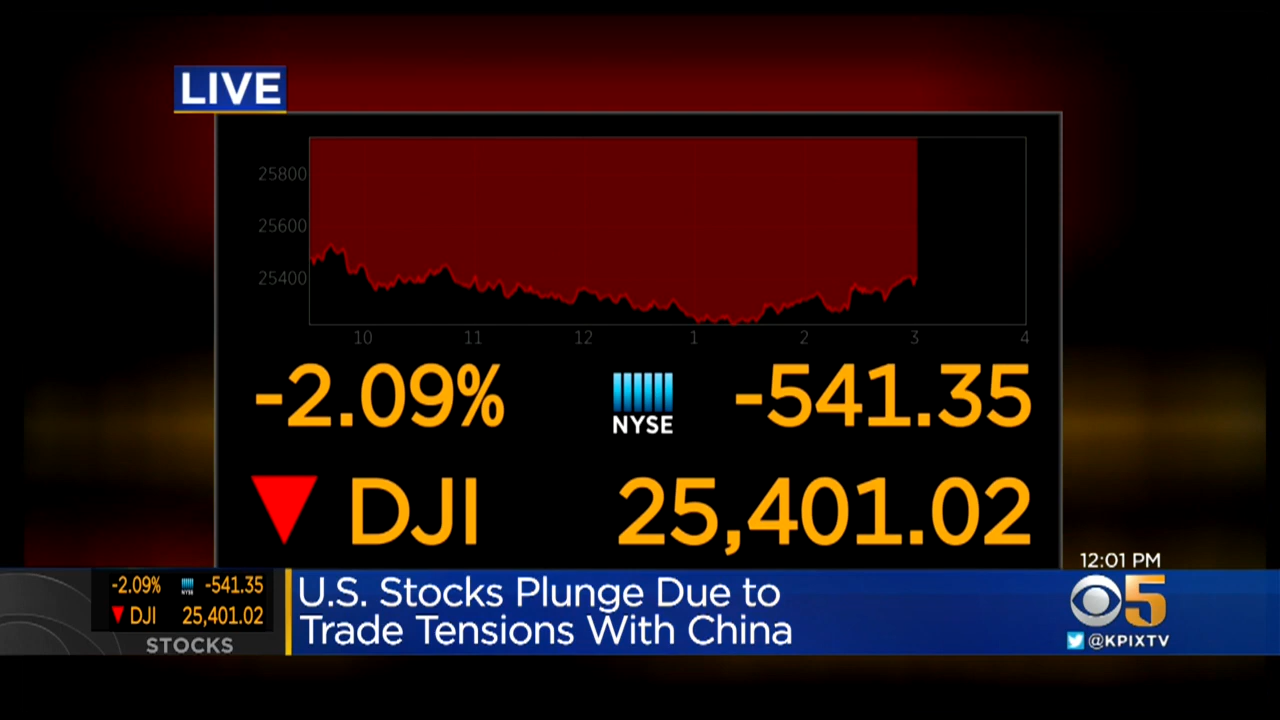 LIVE
25800
25600
25400
10 11 12 1 2 3 4
-2.09% NYSE -541.35
DJI 25,401.02
12:01 PM
-2.09% NYSE -541.35
DJI 25,401.02
STOCKS
U.S. Stocks Plunge Due to
Trade Tensions With China
5
@KPIXTV